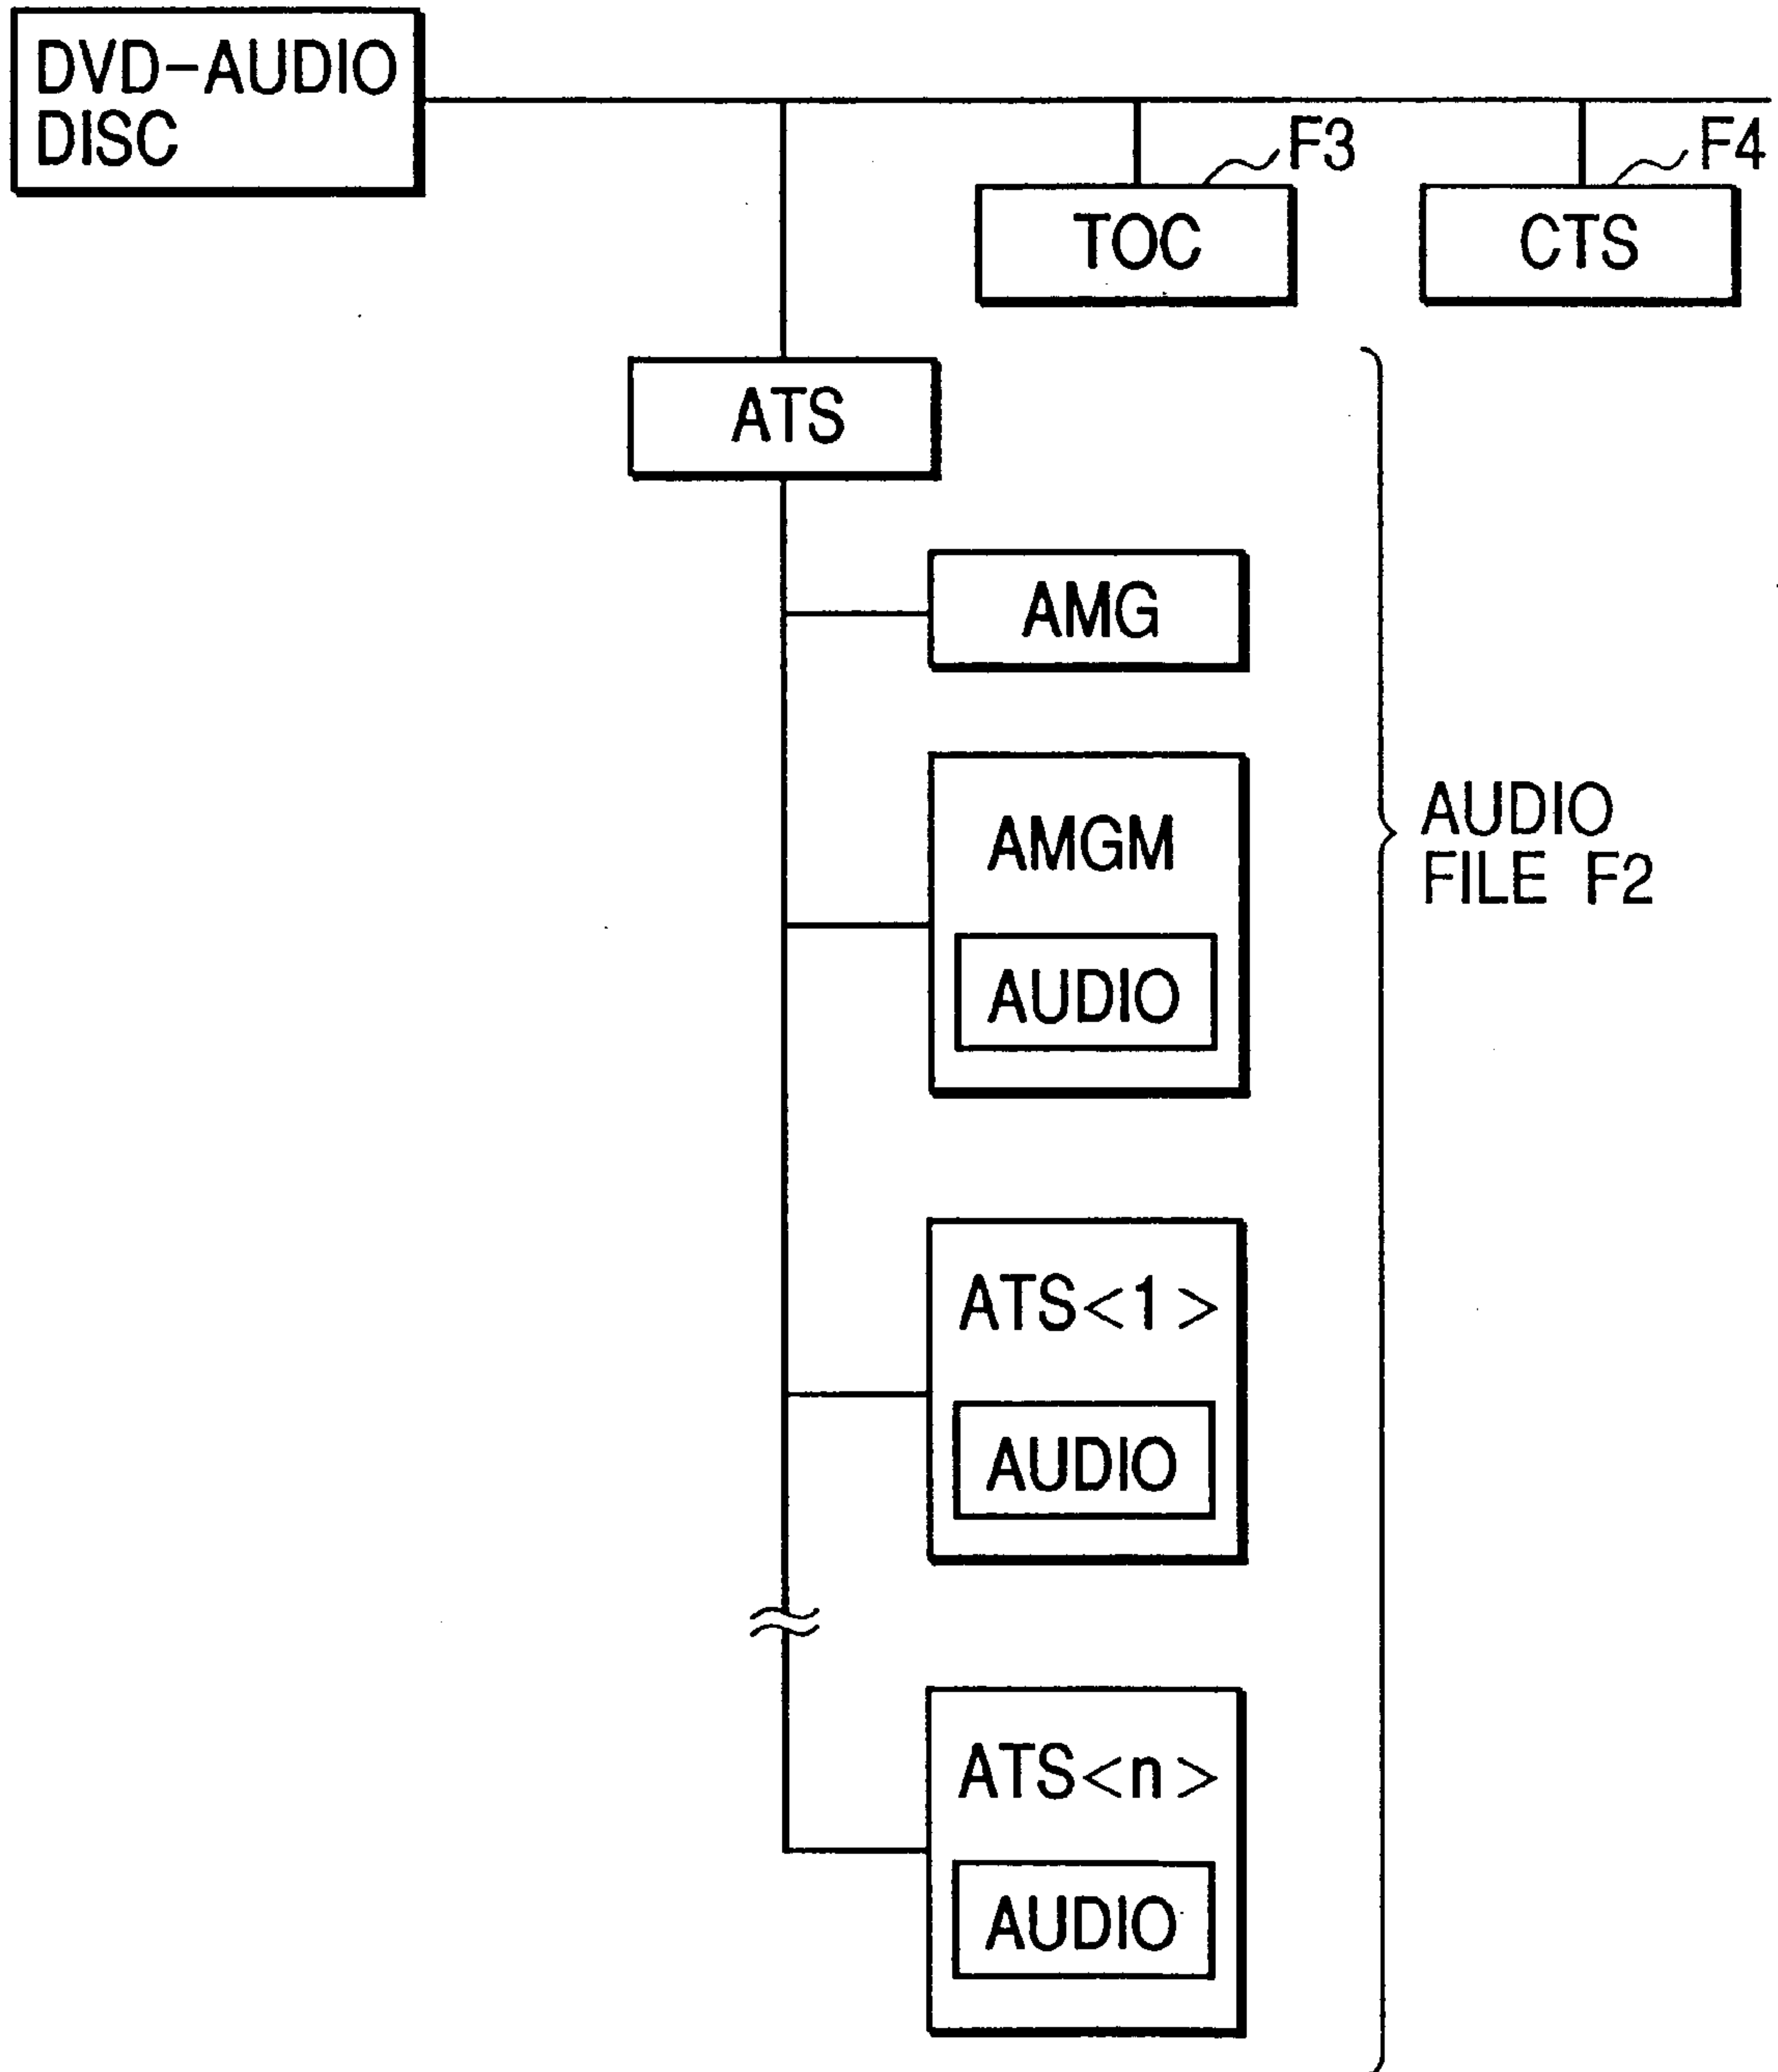 DVD-AUDIO
DISC
F3
F4
TOC
CTS
ATS
AMG
AMGM
AUDIO
AUDIO
FILE F2
ATS<1>
AUDIO
ATS<n>
AUDIO